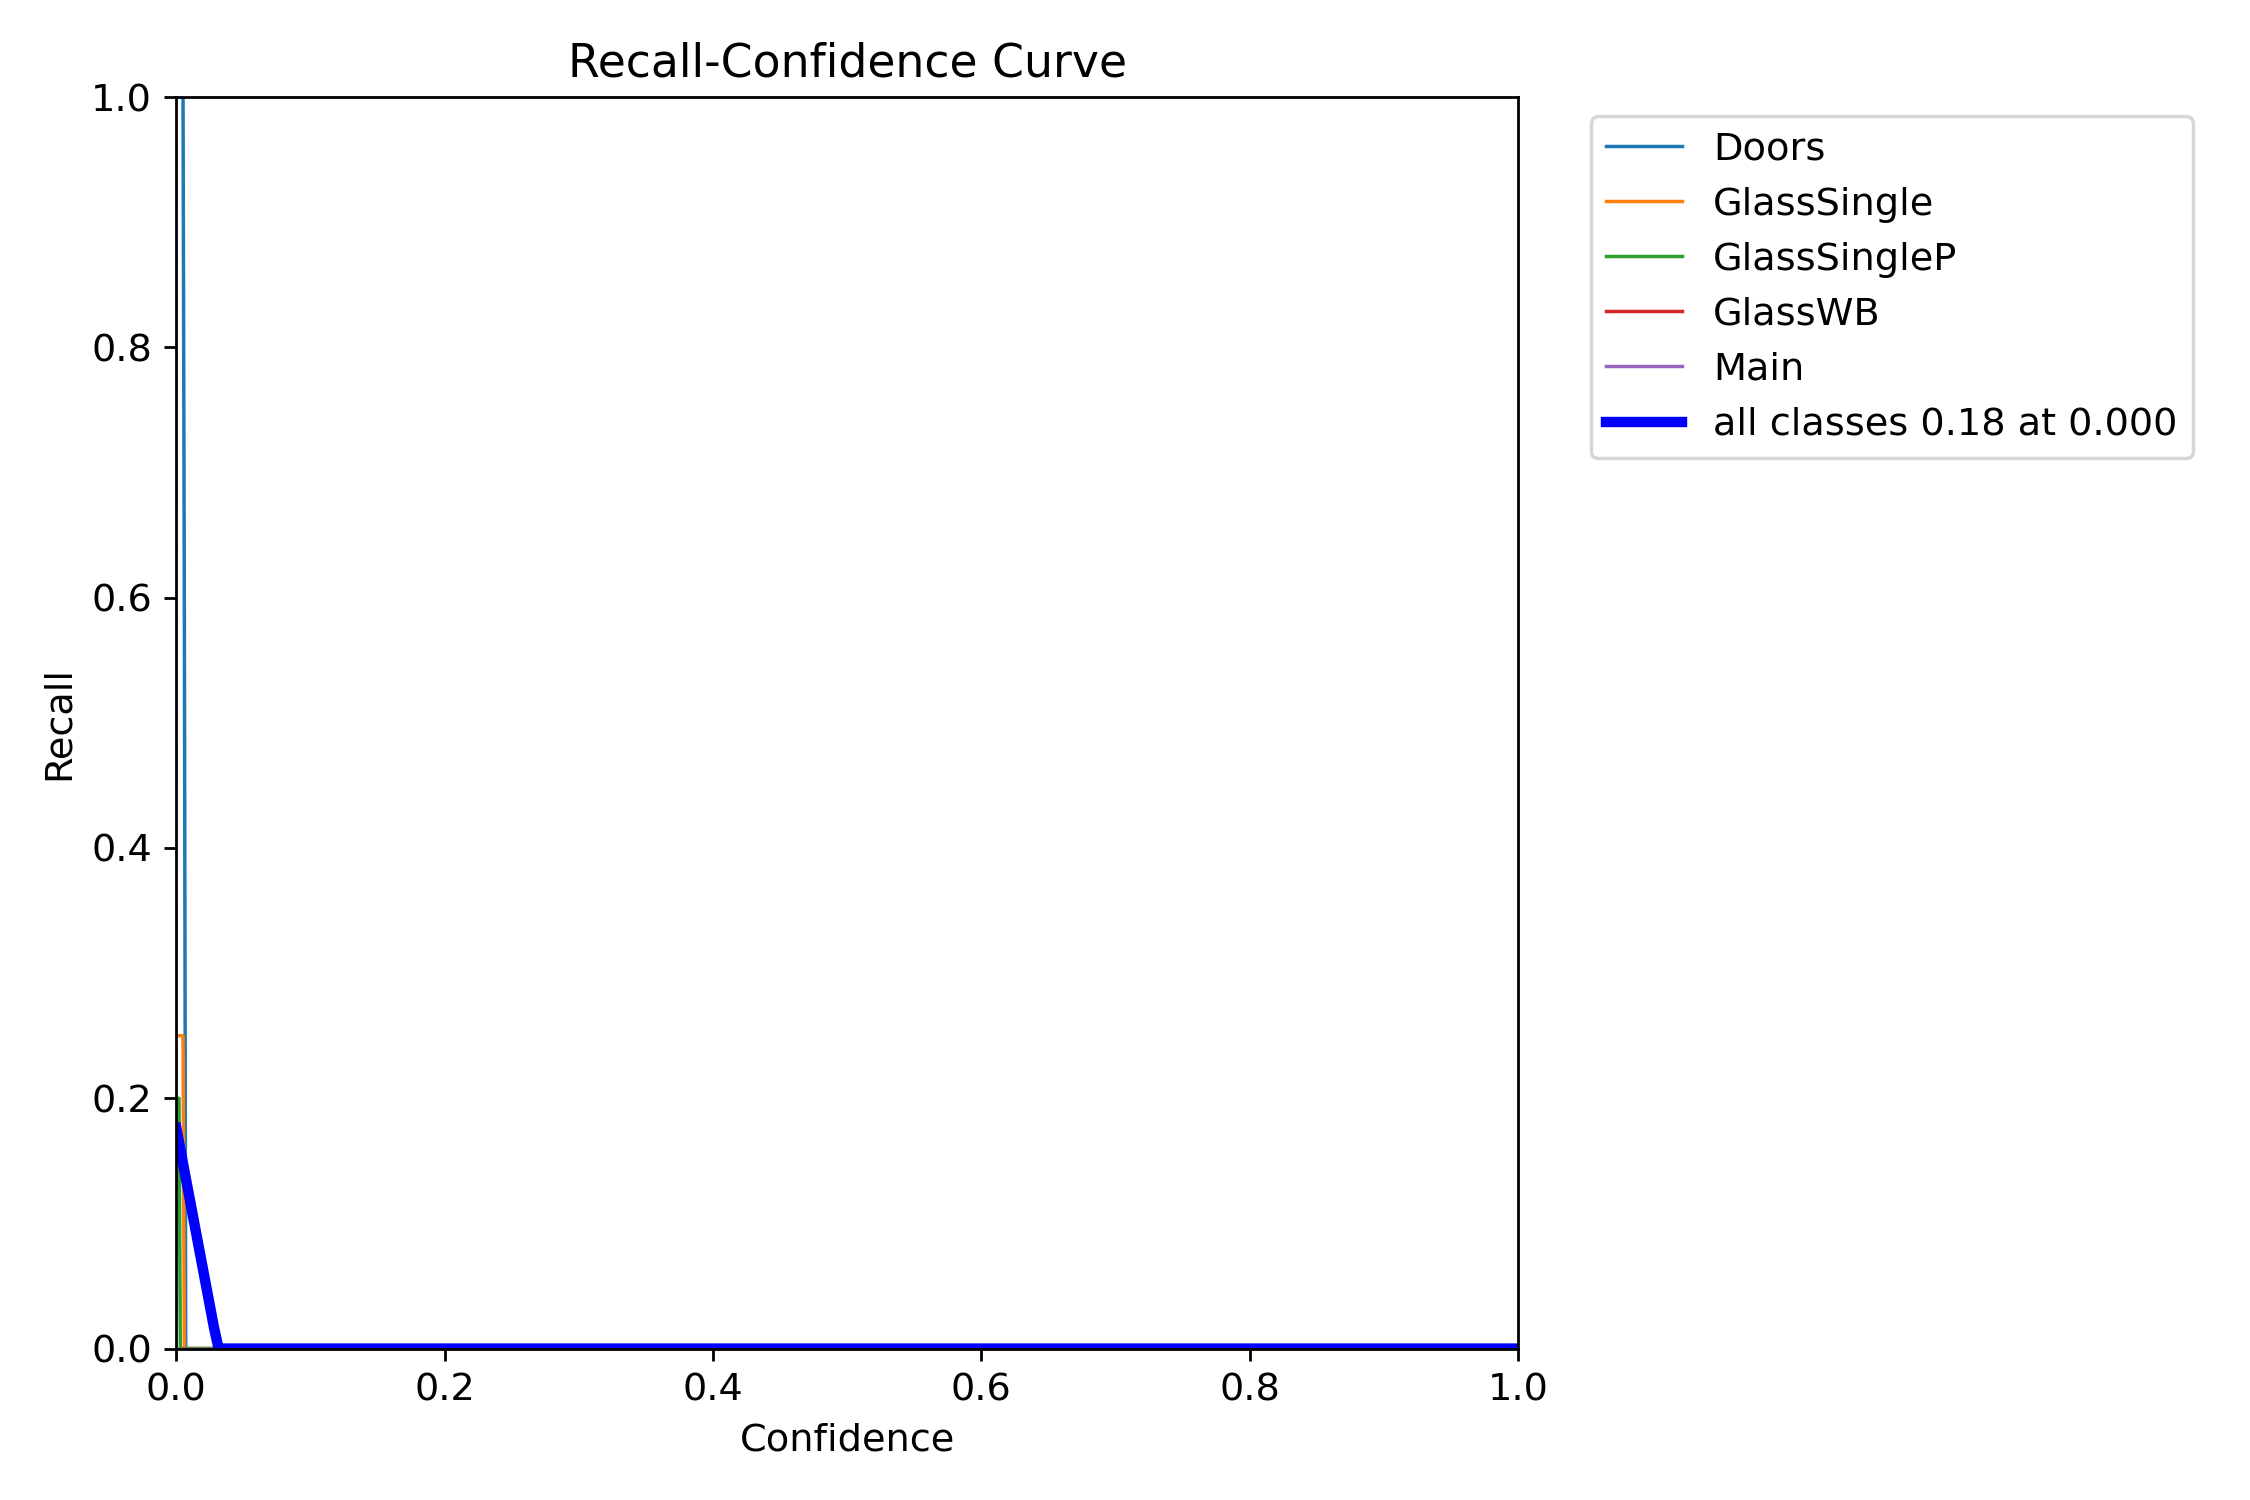 Recall-Confidence Curve
1.0
0.8
0.6
0.4
0.2
0.0
Recall
0.0 0.2 0.4 0.6 0.8 1.0
Confidence
Doors
GlassSingle
GlassSingleP
GlassWB
Main
all classes 0.18 at 0.000